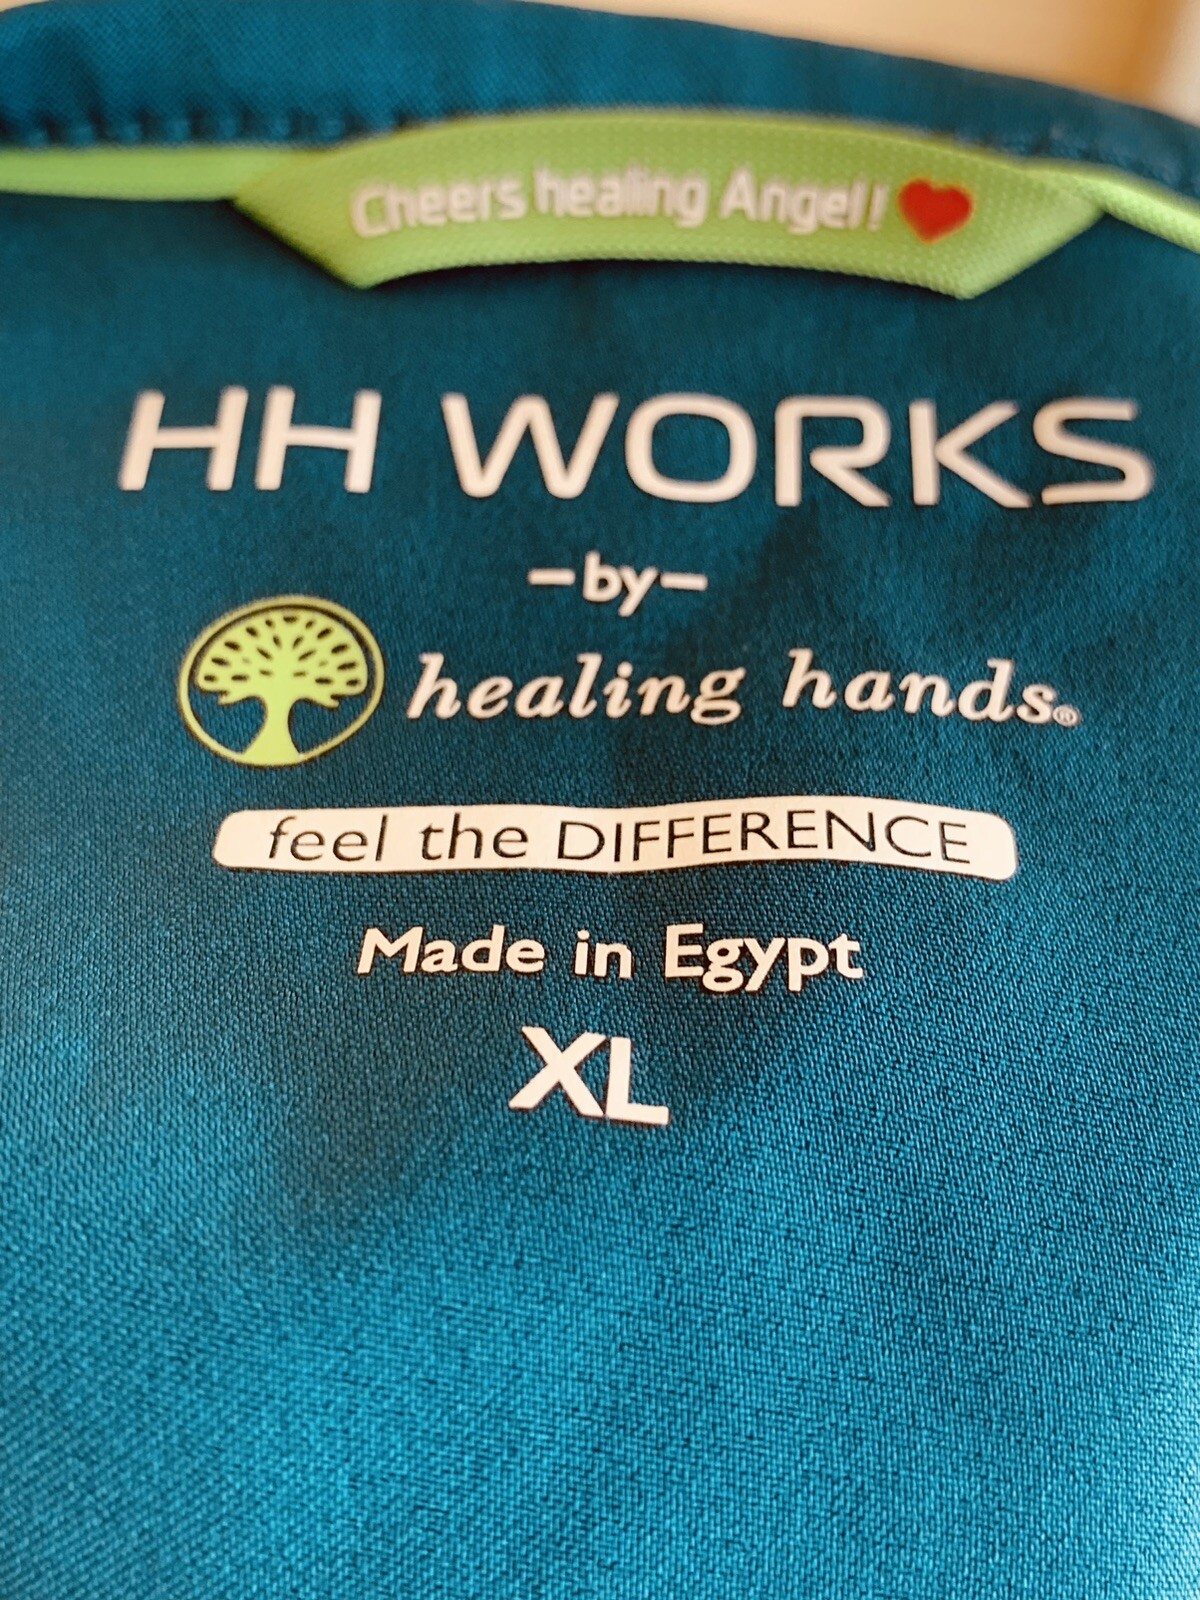 Cheers healing Angel!
HH WORKS
-by-
healing hands®
feel the DIFFERENCE
Made in Egypt
XL